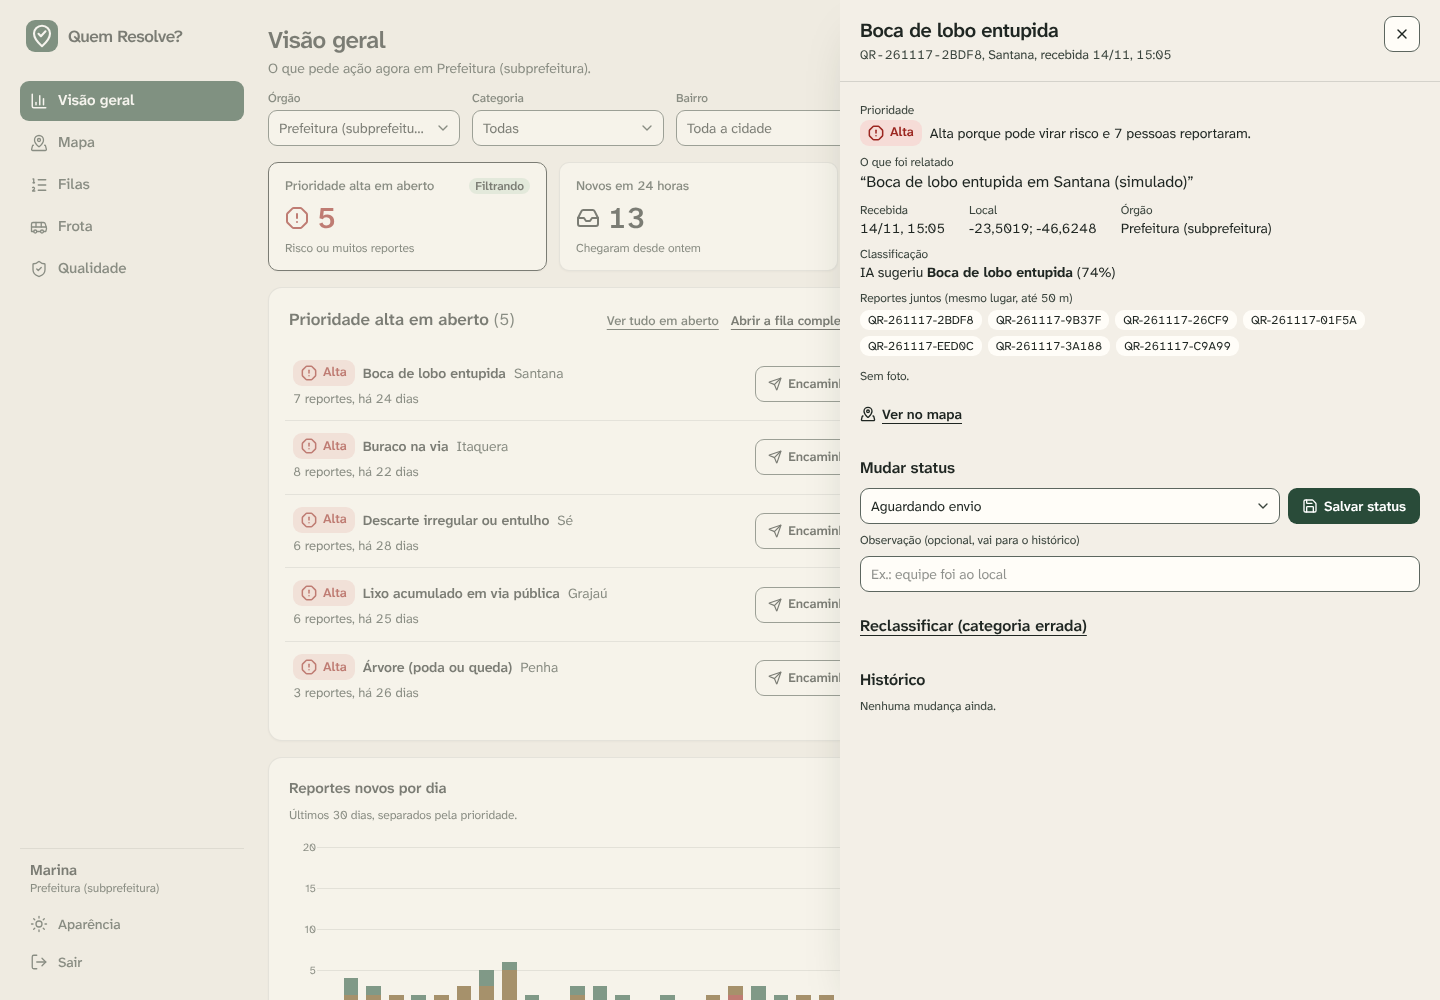 Quem Resolve?
Visão geral
Mapa
Filas
Frota
Qualidade
Marina
Prefeitura (subprefeitura)
Aparência
Sair
Visão geral
O que pede ação agora em Prefeitura (subprefeitura).
Órgão
Categoria
Bairro
Prefeitura (subprefeitu...
Todas
Toda a cidade
Prioridade alta em aberto
Filtrando
5
Risco ou muitos reportes
Novos em 24 horas
13
Chegaram desde ontem
Prioridade alta em aberto (5)
Ver tudo em aberto
Abrir a fila comple
Alta Boca de lobo entupida Santana
7 reportes, há 24 dias
Encamin
Alta Buraco na via Itaquera
8 reportes, há 22 dias
Encamin
Alta Descarte irregular ou entulho Sé
6 reportes, há 28 dias
Encamin
Alta Lixo acumulado em via pública Grajaú
6 reportes, há 25 dias
Encamin
Alta Árvore (poda ou queda) Penha
3 reportes, há 26 dias
Encamin
Reportes novos por dia
Últimos 30 dias, separados pela prioridade.
20
15
10
5
Boca de lobo entupida
QR-261117-2BDF8, Santana, recebida 14/11, 15:05
Prioridade
Alta Alta porque pode virar risco e 7 pessoas reportaram.
O que foi relatado
“Boca de lobo entupida em Santana (simulado)”
Recebida
Local
Órgão
14/11, 15:05
-23,5019; -46,6248
Prefeitura (subprefeitura)
Classificação
IA sugeriu Boca de lobo entupida (74%)
Reportes juntos (mesmo lugar, até 50 m)
QR-261117-2BDF8 QR-261117-9B37F QR-261117-26CF9 QR-261117-01F5A
QR-261117-EED0C QR-261117-3A188 QR-261117-C9A99
Sem foto.
Ver no mapa
Mudar status
Aguardando envio
Salvar status
Observação (opcional, vai para o histórico)
Ex.: equipe foi ao local
Reclassificar (categoria errada)
Histórico
Nenhuma mudança ainda.